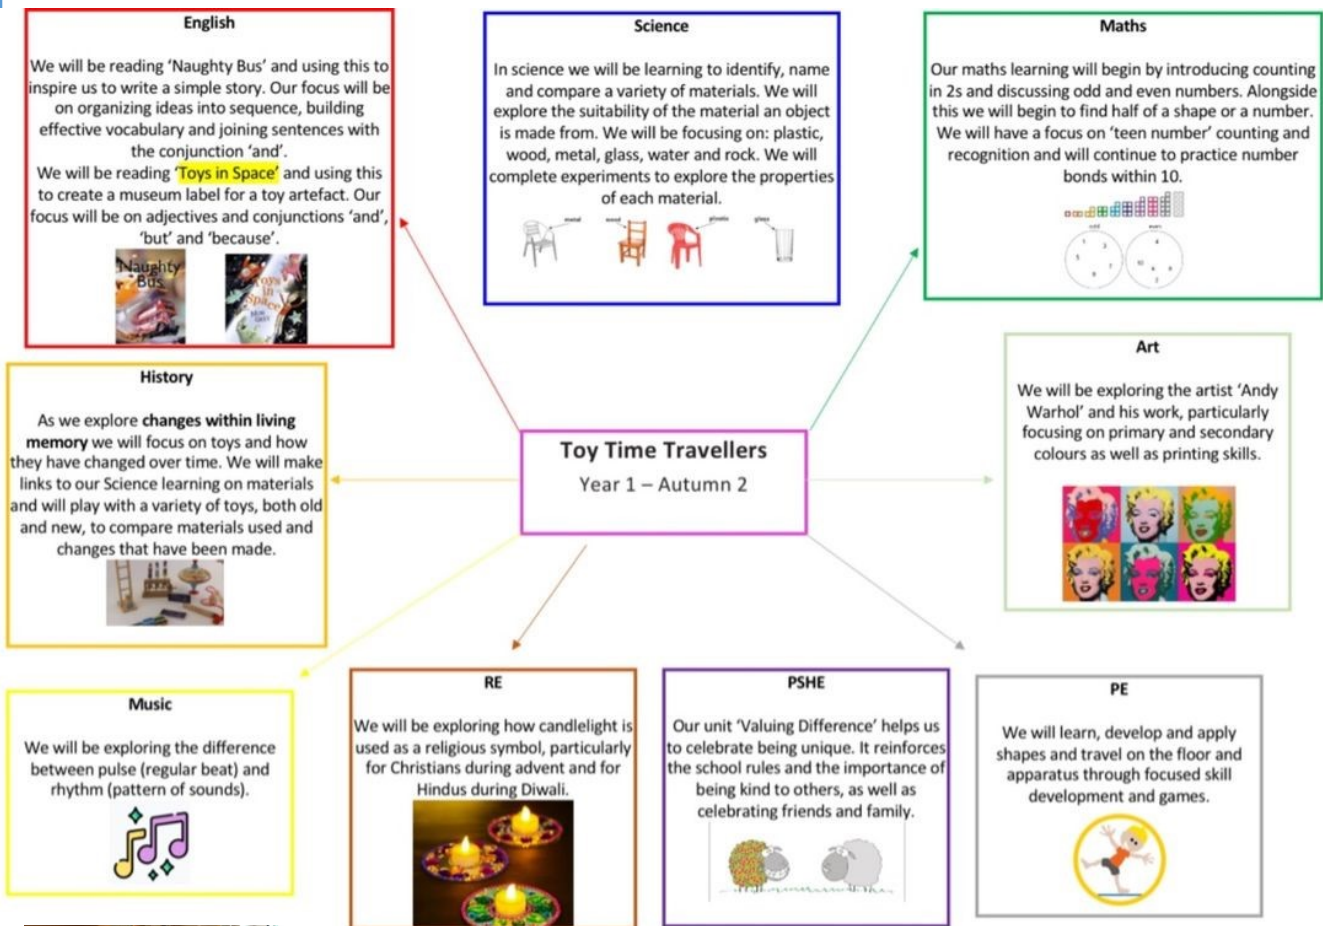 English
We will be reading ‘Naughty Bus’ and using this to
inspire us to write a simple story. Our focus will be
on organizing ideas into sequence, building
effective vocabulary and joining sentences with
the conjunction ‘and’.
We will be reading ‘Toys in Space’ and using this
to create a museum label for a toy artefact. Our
focus will be on adjectives and conjunctions ‘and’,
‘but’ and ‘because’.
Naughty
Bus
Toys
in
Space
Science
In science we will be learning to identify, name
and compare a variety of materials. We will
explore the suitability of the material an object
is made from. We will be focusing on: plastic,
wood, metal, glass, water and rock. We will
complete experiments to explore the properties
of each material.
metal
wood
plastic
glass
Maths
Our maths learning will begin by introducing counting
in 2s and discussing odd and even numbers. Alongside
this we will begin to find half of a shape or a number.
We will have a focus on ‘teen number’ counting and
recognition and will continue to practice number
bonds within 10.
odd
even
History
As we explore changes within living
memory we will focus on toys and how
they have changed over time. We will make
links to our Science learning on materials
and will play with a variety of toys, both old
and new, to compare materials used and
changes that have been made.
Toy Time Travellers
Year 1 – Autumn 2
Art
We will be exploring the artist ‘Andy
Warhol’ and his work, particularly
focusing on primary and secondary
colours as well as printing skills.
Music
We will be exploring the difference
between pulse (regular beat) and
rhythm (pattern of sounds).
RE
We will be exploring how candlelight is
used as a religious symbol, particularly
for Christians during advent and for
Hindus during Diwali.
PSHE
Our unit ‘Valuing Difference’ helps us
to celebrate being unique. It reinforces
the school rules and the importance of
being kind to others, as well as
celebrating friends and family.
PE
We will learn, develop and apply
shapes and travel on the floor and
apparatus through focused skill
development and games.